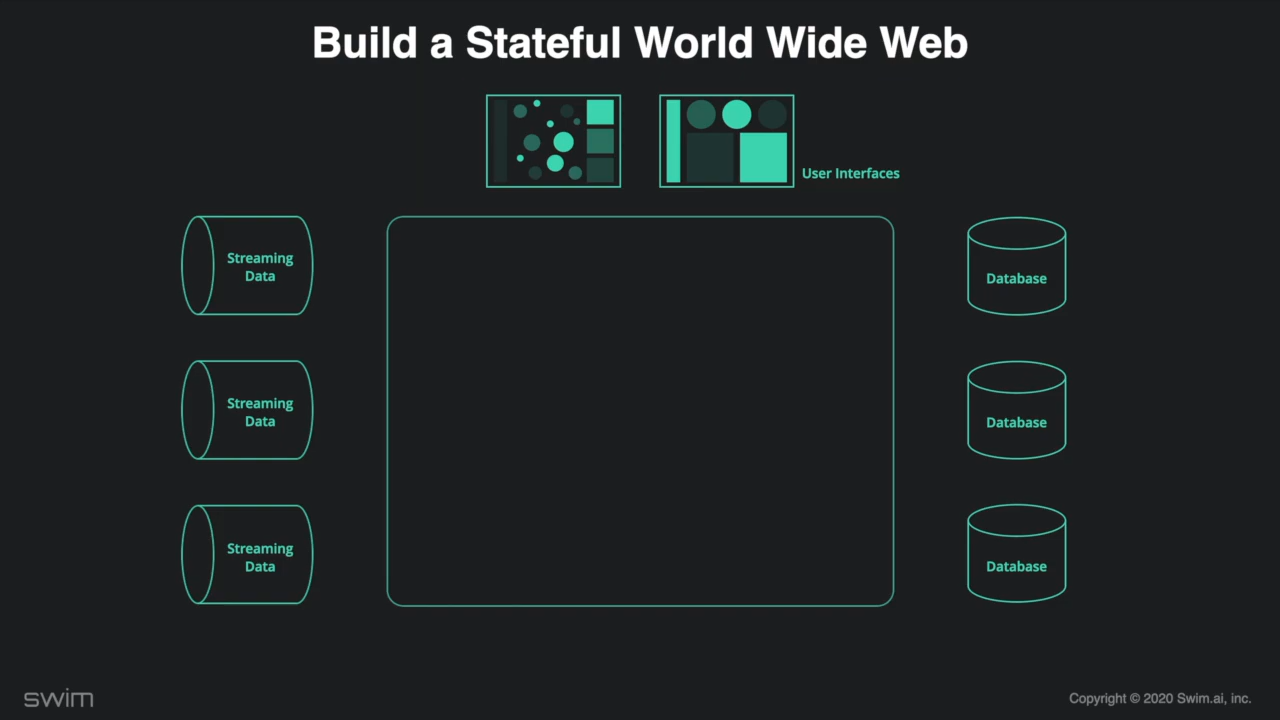 Build a Stateful World Wide Web
User Interfaces
Streaming
Data
Database
Streaming
Data
Database
Streaming
Data
Database
swim
Copyright © 2020 Swim.ai, inc.